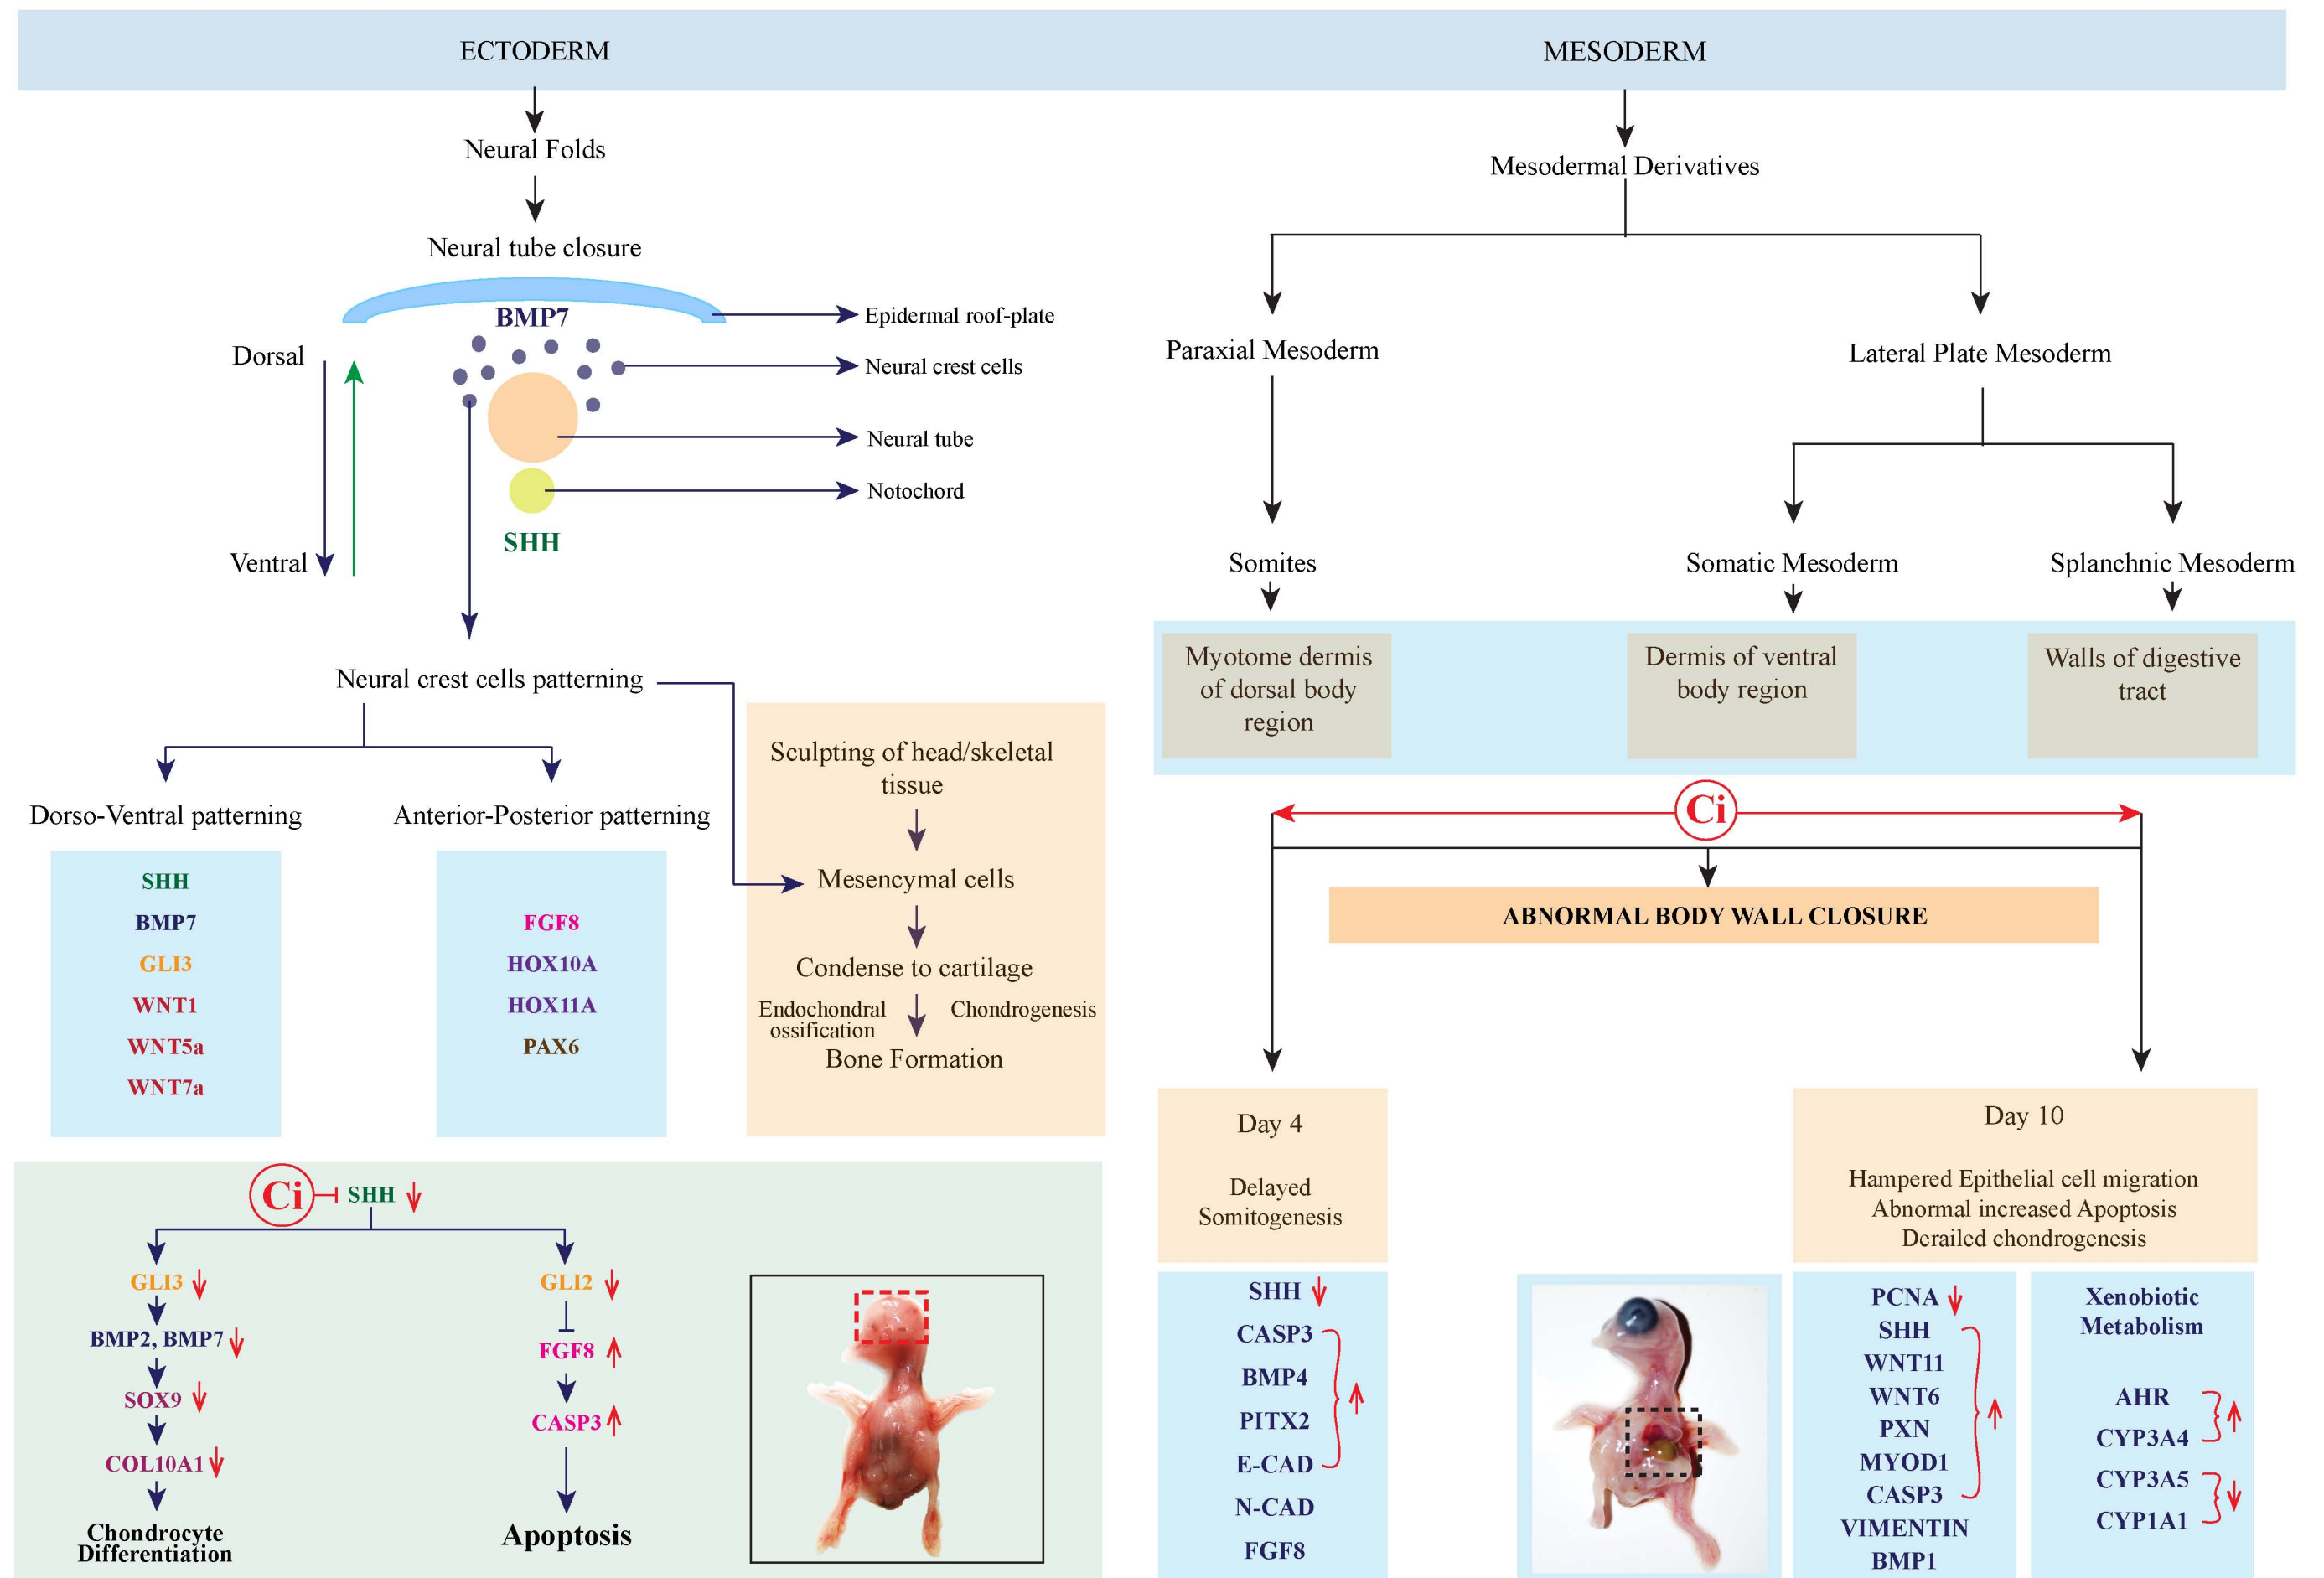 ECTODERM
Neural Folds
Neural tube closure
BMP7
Epidermal roof-plate
Neural crest cells
Neural tube
Notochord
SHH
Dorsal
Ventral
Neural crest cells patterning
Dorso-Ventral patterning
SHH
BMP7
GLI3
WNT1
WNT5a
WNT7a
Anterior-Posterior patterning
FGF8
HOX10A
HOX11A
PAX6
Sculpting of head/skeletal
tissue
Mesencymal cells
Condense to cartilage
Endochondral
ossification
Chondrogenesis
Bone Formation
Ci
SHH
GLI3
BMP2, BMP7
SOX9
COL10A1
Chondrocyte
Differentiation
GLI2
FGF8
CASP3
Apoptosis
MESODERM
Mesodermal Derivatives
Paraxial Mesoderm
Lateral Plate Mesoderm
Somites
Somatic Mesoderm
Splanchnic Mesoderm
Myotome dermis
of dorsal body
region
Dermis of ventral
body region
Walls of digestive
tract
Ci
ABNORMAL BODY WALL CLOSURE
Day 4
Delayed
Somitogenesis
SHH
CASP3
BMP4
PITX2
E-CAD
N-CAD
FGF8
Day 10
Hampered Epithelial cell migration
Abnormal increased Apoptosis
Derailed chondrogenesis
PCNA
SHH
WNT11
WNT6
PXN
MYOD1
CASP3
VIMENTIN
BMP1
Xenobiotic
Metabolism
AHR
CYP3A4
CYP3A5
CYP1A1